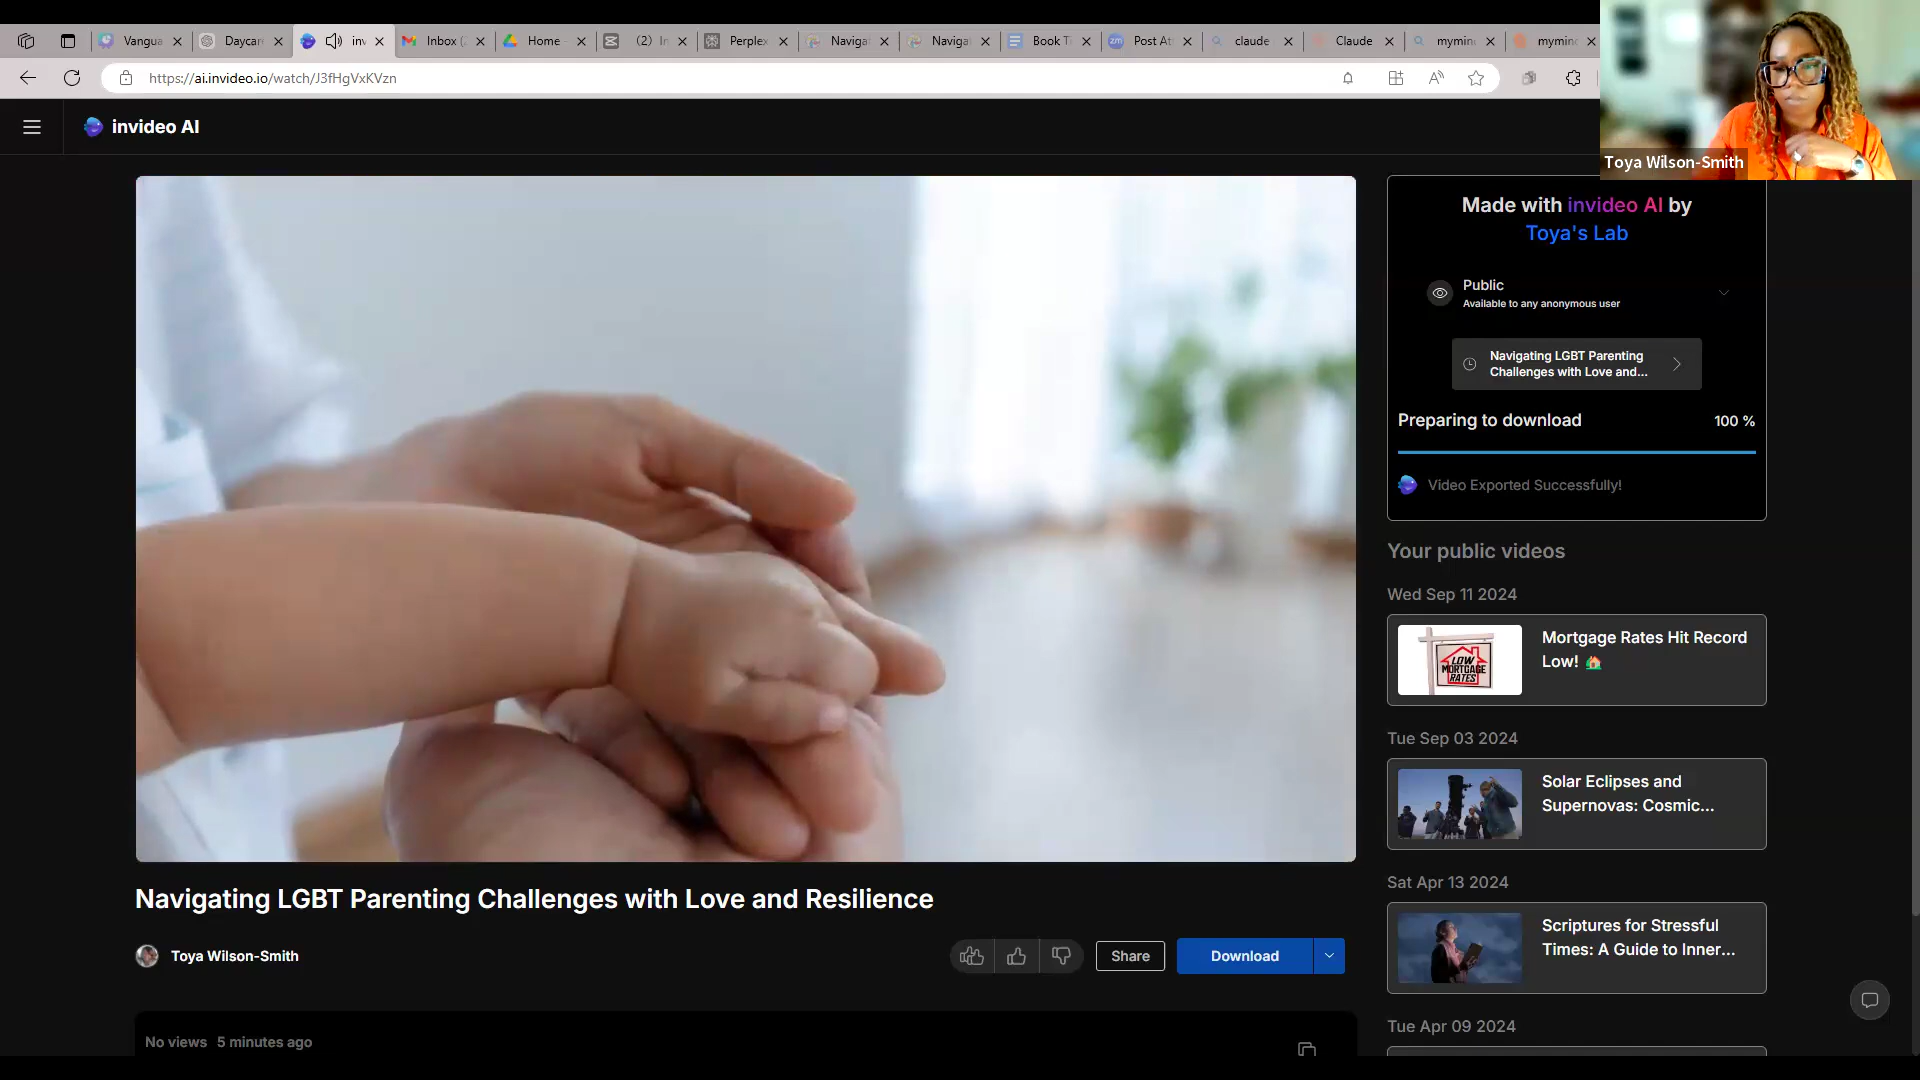 Vangua
Daycar
inv
Inbox (
Home
(2) In
Perplex
Naviga
Naviga
Book Ti
Post At
claude
Claude
mymin
mymin
https://ai.invideo.io/watch/J3fHgVxKVzn
Toya Wilson-Smith
invideo AI
Made with invideo AI by
Toya's Lab
Public
Available to any anonymous user
Navigating LGBT Parenting
Challenges with Love and...
Preparing to download 100 %
Video Exported Successfully!
Your public videos
Wed Sep 11 2024
LOW
MORTGAGE
RATES
Mortgage Rates Hit Record
Low!
Tue Sep 03 2024
Solar Eclipses and
Supernovas: Cosmic...
Sat Apr 13 2024
Scriptures for Stressful
Times: A Guide to Inner...
Tue Apr 09 2024
Navigating LGBT Parenting Challenges with Love and Resilience
Toya Wilson-Smith
Share
Download
No views 5 minutes ago